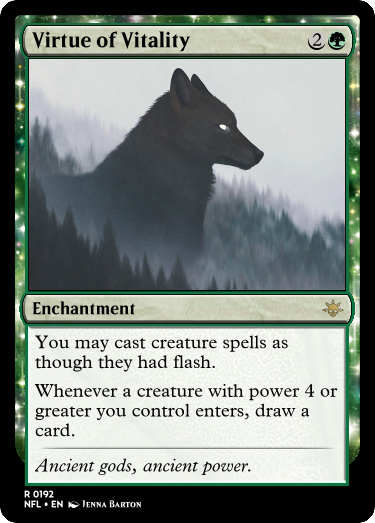 Virtue of Vitality 2
Enchantment
You may cast creature spells as
though they had flash.
Whenever a creature with power 4 or
greater you control enters, draw a
card.
Ancient gods, ancient power.
R 0192
NFL • EN Jenna Barton